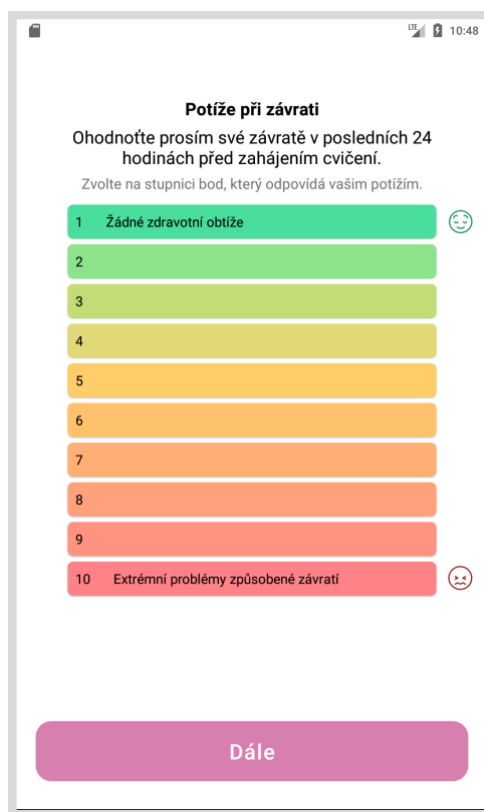 LTE 10:48
Potíže při závrati
Ohodnoťte prosím své závratě v posledních 24
hodinách před zahájením cvičení.
Zvolte na stupnici bod, který odpovídá vašim potížím.
1 Žádné zdravotní obtíže
2
3
4
5
6
7
8
9
10 Extrémní problémy způsobené závratí
Dále